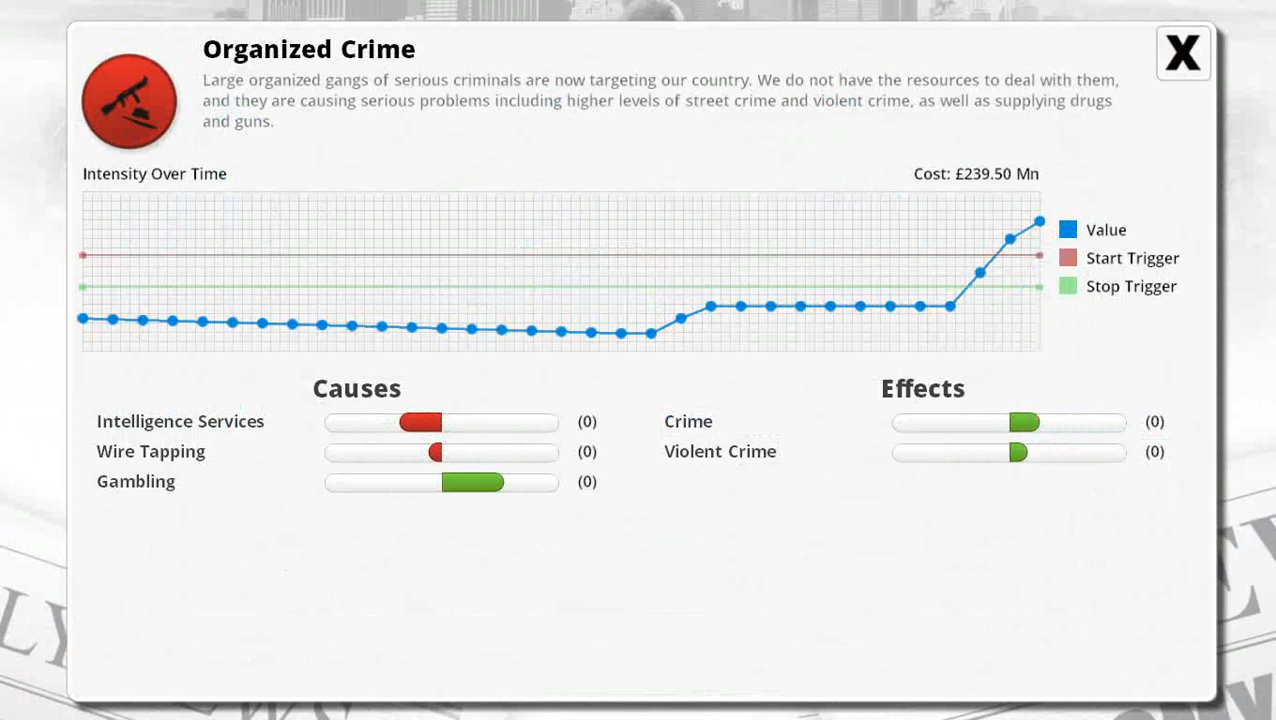 Organized Crime
Large organized gangs of serious criminals are now targeting our country. We do not have the resources to deal with them,
and they are causing serious problems including higher levels of street crime and violent crime, as well as supplying drugs
and guns.
X
Intensity Over Time
Cost: £239.50 Mn
Value
Start Trigger
Stop Trigger
Causes
Intelligence Services (0)
Wire Tapping (0)
Gambling (0)
Effects
Crime (0)
Violent Crime (0)